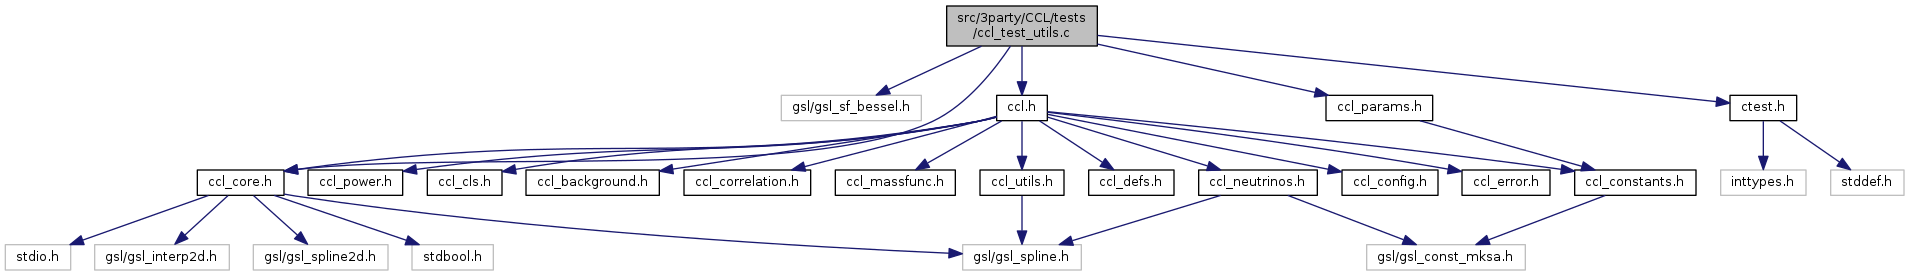 src/3party/CCL/tests
/ccl_test_utils.c
gsl/gsl_sf_bessel.h
ccl.h
ccl_params.h
ctest.h
ccl_core.h
ccl_power.h
ccl_cls.h
ccl_background.h
ccl_correlation.h
ccl_massfunc.h
ccl_utils.h
ccl_defs.h
ccl_neutrinos.h
ccl_config.h
ccl_error.h
ccl_constants.h
inttypes.h
stddef.h
stdio.h
gsl/gsl_interp2d.h
gsl/gsl_spline2d.h
stdbool.h
gsl/gsl_spline.h
gsl/gsl_const_mksa.h